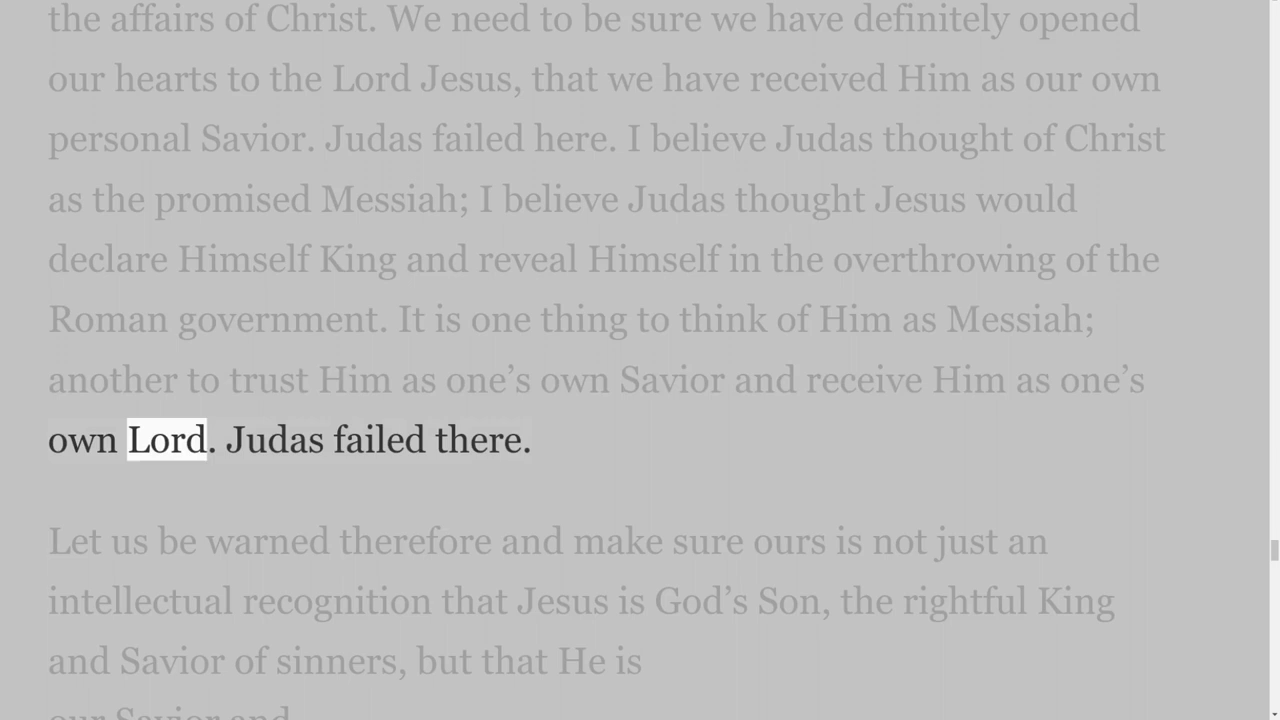 the affairs of Christ. We need to be sure we have definitely opened
our hearts to the Lord Jesus, that we have received Him as our own
personal Savior. Judas failed here. I believe Judas thought of Christ
as the promised Messiah; I believe Judas thought Jesus would
declare Himself King and reveal Himself in the overthrowing of the
Roman government. It is one thing to think of Him as Messiah;
another to trust Him as one’s own Savior and receive Him as one’s
own Lord. Judas failed there.
Let us be warned therefore and make sure ours is not just an
intellectual recognition that Jesus is God’s Son, the rightful King
and Savior of sinners, but that He is
our Savior and